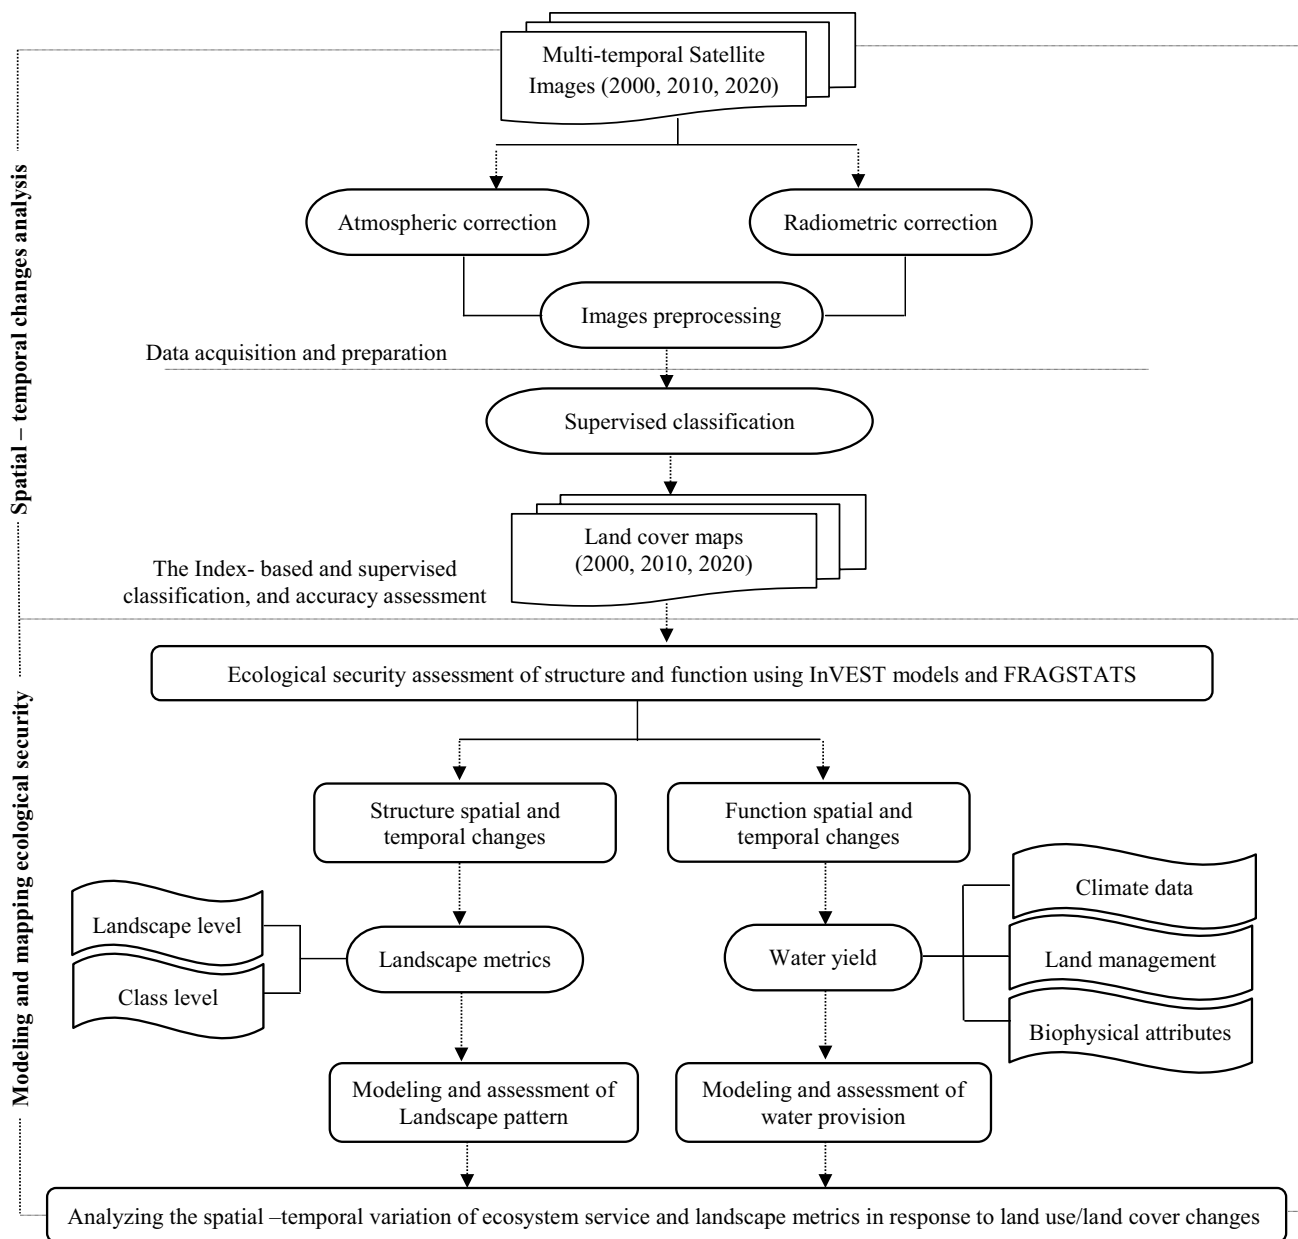 Multi-temporal Satellite
Images (2000, 2010, 2020)
Atmospheric correction
Radiometric correction
Images preprocessing
Data acquisition and preparation
Supervised classification
Land cover maps
(2000, 2010, 2020)
The Index- based and supervised
classification, and accuracy assessment
Spatial – temporal changes analysis
Ecological security assessment of structure and function using InVEST models and FRAGSTATS
Structure spatial and
temporal changes
Function spatial and
temporal changes
Landscape level
Class level
Landscape metrics
Water yield
Climate data
Land management
Biophysical attributes
Modeling and assessment of
Landscape pattern
Modeling and assessment of
water provision
Modeling and mapping ecological security
Analyzing the spatial –temporal variation of ecosystem service and landscape metrics in response to land use/land cover changes